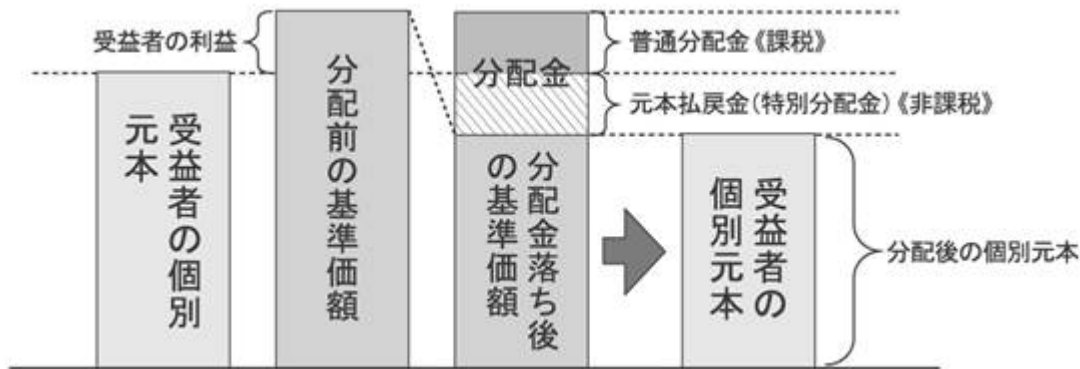 受益者の利益
受益者の個別
元本
分配前の基準価額
分配金
分配金落ち後
の基準価額
普通分配金《課税》
元本払戻金(特別分配金)《非課税》
受益者の
個別元本
分配後の個別元本